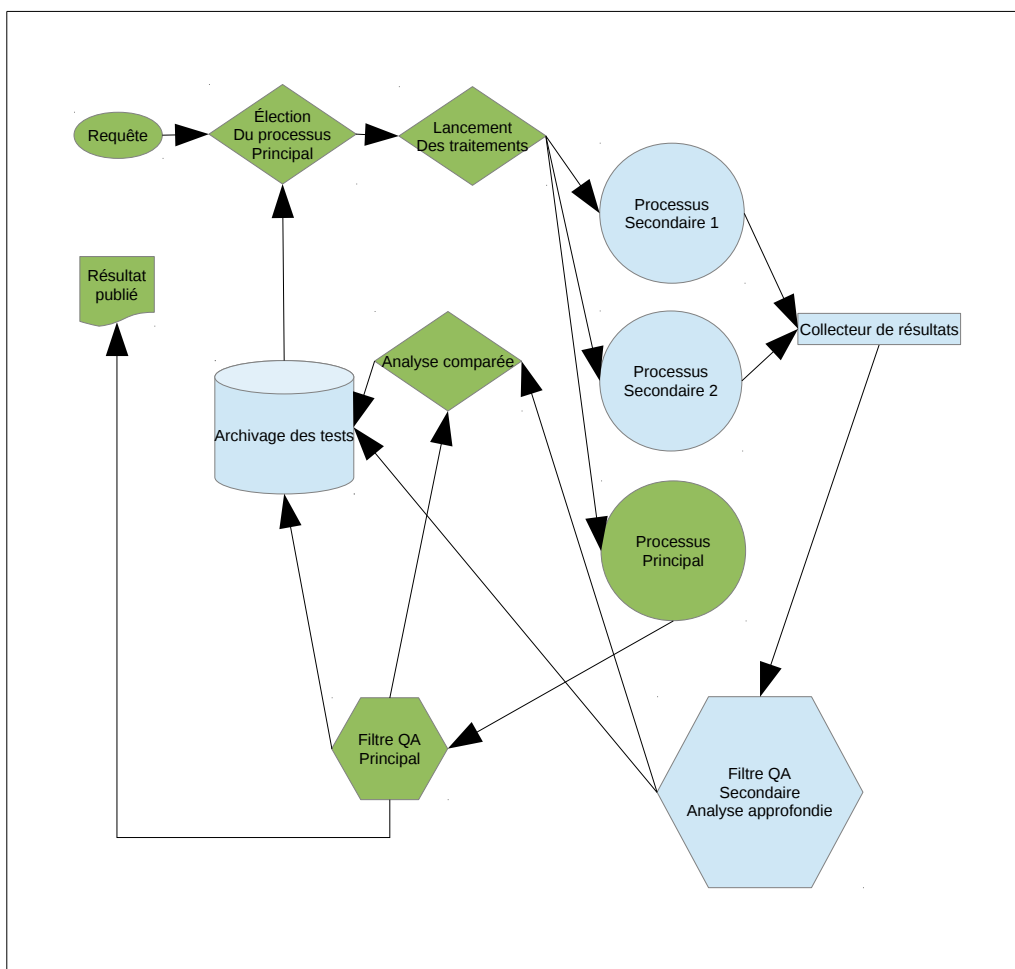 Requête
Élection
Du processus
Principal
Lancement
Des traitements
Processus
Secondaire 1
Résultat
publié
Collecteur de résultats
Analyse comparée
Processus
Secondaire 2
Archivage des tests
Processus
Principal
Filtre QA
Principal
Filtre QA
Secondaire
Analyse approfondie